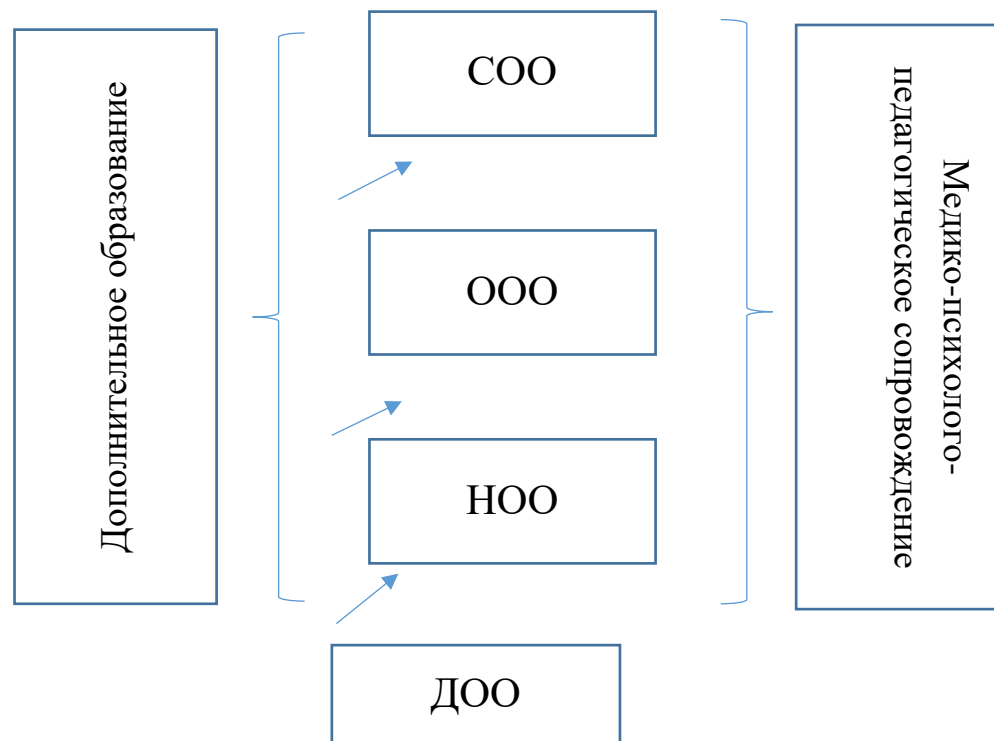 Дополнительное образование
СОО
ООО
НОО
ДОО
Медико-психолого-
педагогическое сопровождение